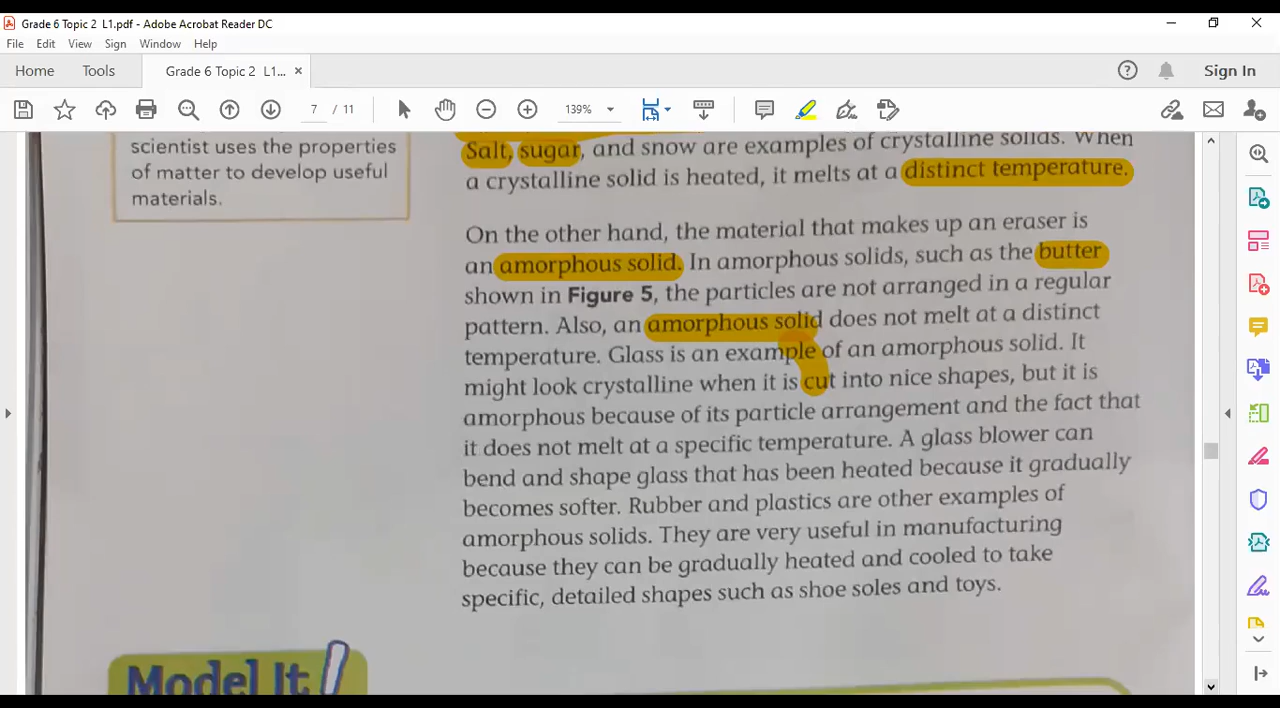 Grade 6 Topic 2 L1.pdf - Adobe Acrobat Reader DC
File Edit View Sign Window Help
Home Tools Grade 6 Topic 2 L1... × Sign In
7 / 11 139%
scientist uses the properties
of matter to develop useful
materials.
Salt, sugar, and snow are examples of crystalline solids. When
a crystalline solid is heated, it melts at a distinct temperature.
On the other hand, the material that makes up an eraser is
an amorphous solid. In amorphous solids, such as the butter
shown in Figure 5, the particles are not arranged in a regular
pattern. Also, an amorphous solid does not melt at a distinct
temperature. Glass is an example of an amorphous solid. It
might look crystalline when it is cut into nice shapes, but it is
amorphous because of its particle arrangement and the fact that
it does not melt at a specific temperature. A glass blower can
bend and shape glass that has been heated because it gradually
becomes softer. Rubber and plastics are other examples of
amorphous solids. They are very useful in manufacturing
because they can be gradually heated and cooled to take
specific, detailed shapes such as shoe soles and toys.
Model It!